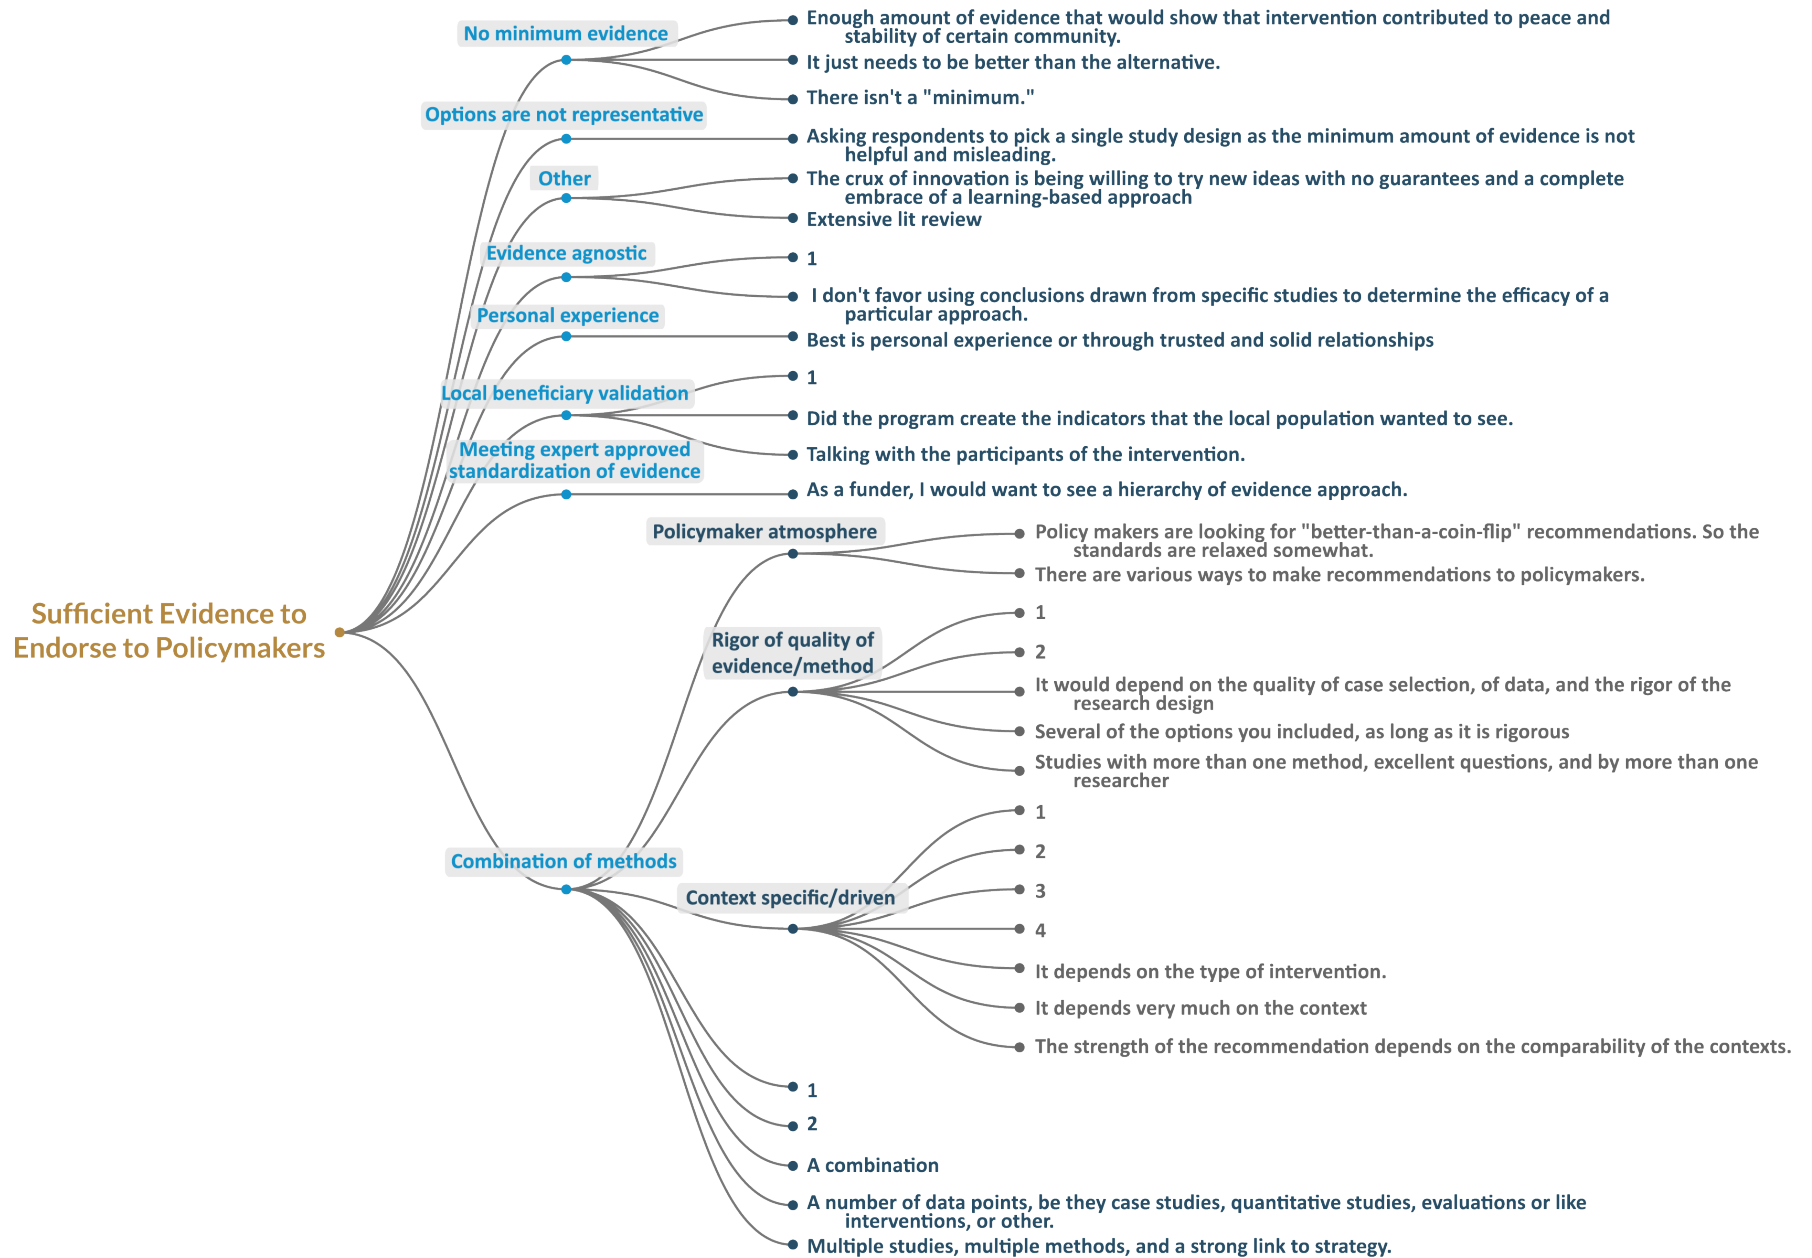 No minimum evidence
Enough amount of evidence that would show that intervention contributed to peace and
stability of certain community.
It just needs to be better than the alternative.
There isn't a "minimum."
Options are not representative
Asking respondents to pick a single study design as the minimum amount of evidence is not
helpful and misleading.
Other
The crux of innovation is being willing to try new ideas with no guarantees and a complete
embrace of a learning-based approach
Extensive lit review
Evidence agnostic
1
I don't favor using conclusions drawn from specific studies to determine the efficacy of a
particular approach.
Personal experience
Best is personal experience or through trusted and solid relationships
Local beneficiary validation
1
Did the program create the indicators that the local population wanted to see.
Talking with the participants of the intervention.
Meeting expert approved
standardization of evidence
As a funder, I would want to see a hierarchy of evidence approach.
Sufficient Evidence to
Endorse to Policymakers
Combination of methods
Policymaker atmosphere
Policy makers are looking for "better-than-a-coin-flip" recommendations. So the
standards are relaxed somewhat.
There are various ways to make recommendations to policymakers.
Rigor of quality of
evidence/method
1
2
It would depend on the quality of case selection, of data, and the rigor of the
research design
Several of the options you included, as long as it is rigorous
Studies with more than one method, excellent questions, and by more than one
researcher
Context specific/driven
1
2
3
4
It depends on the type of intervention.
It depends very much on the context
The strength of the recommendation depends on the comparability of the contexts.
1
2
A combination
A number of data points, be they case studies, quantitative studies, evaluations or like
interventions, or other.
Multiple studies, multiple methods, and a strong link to strategy.